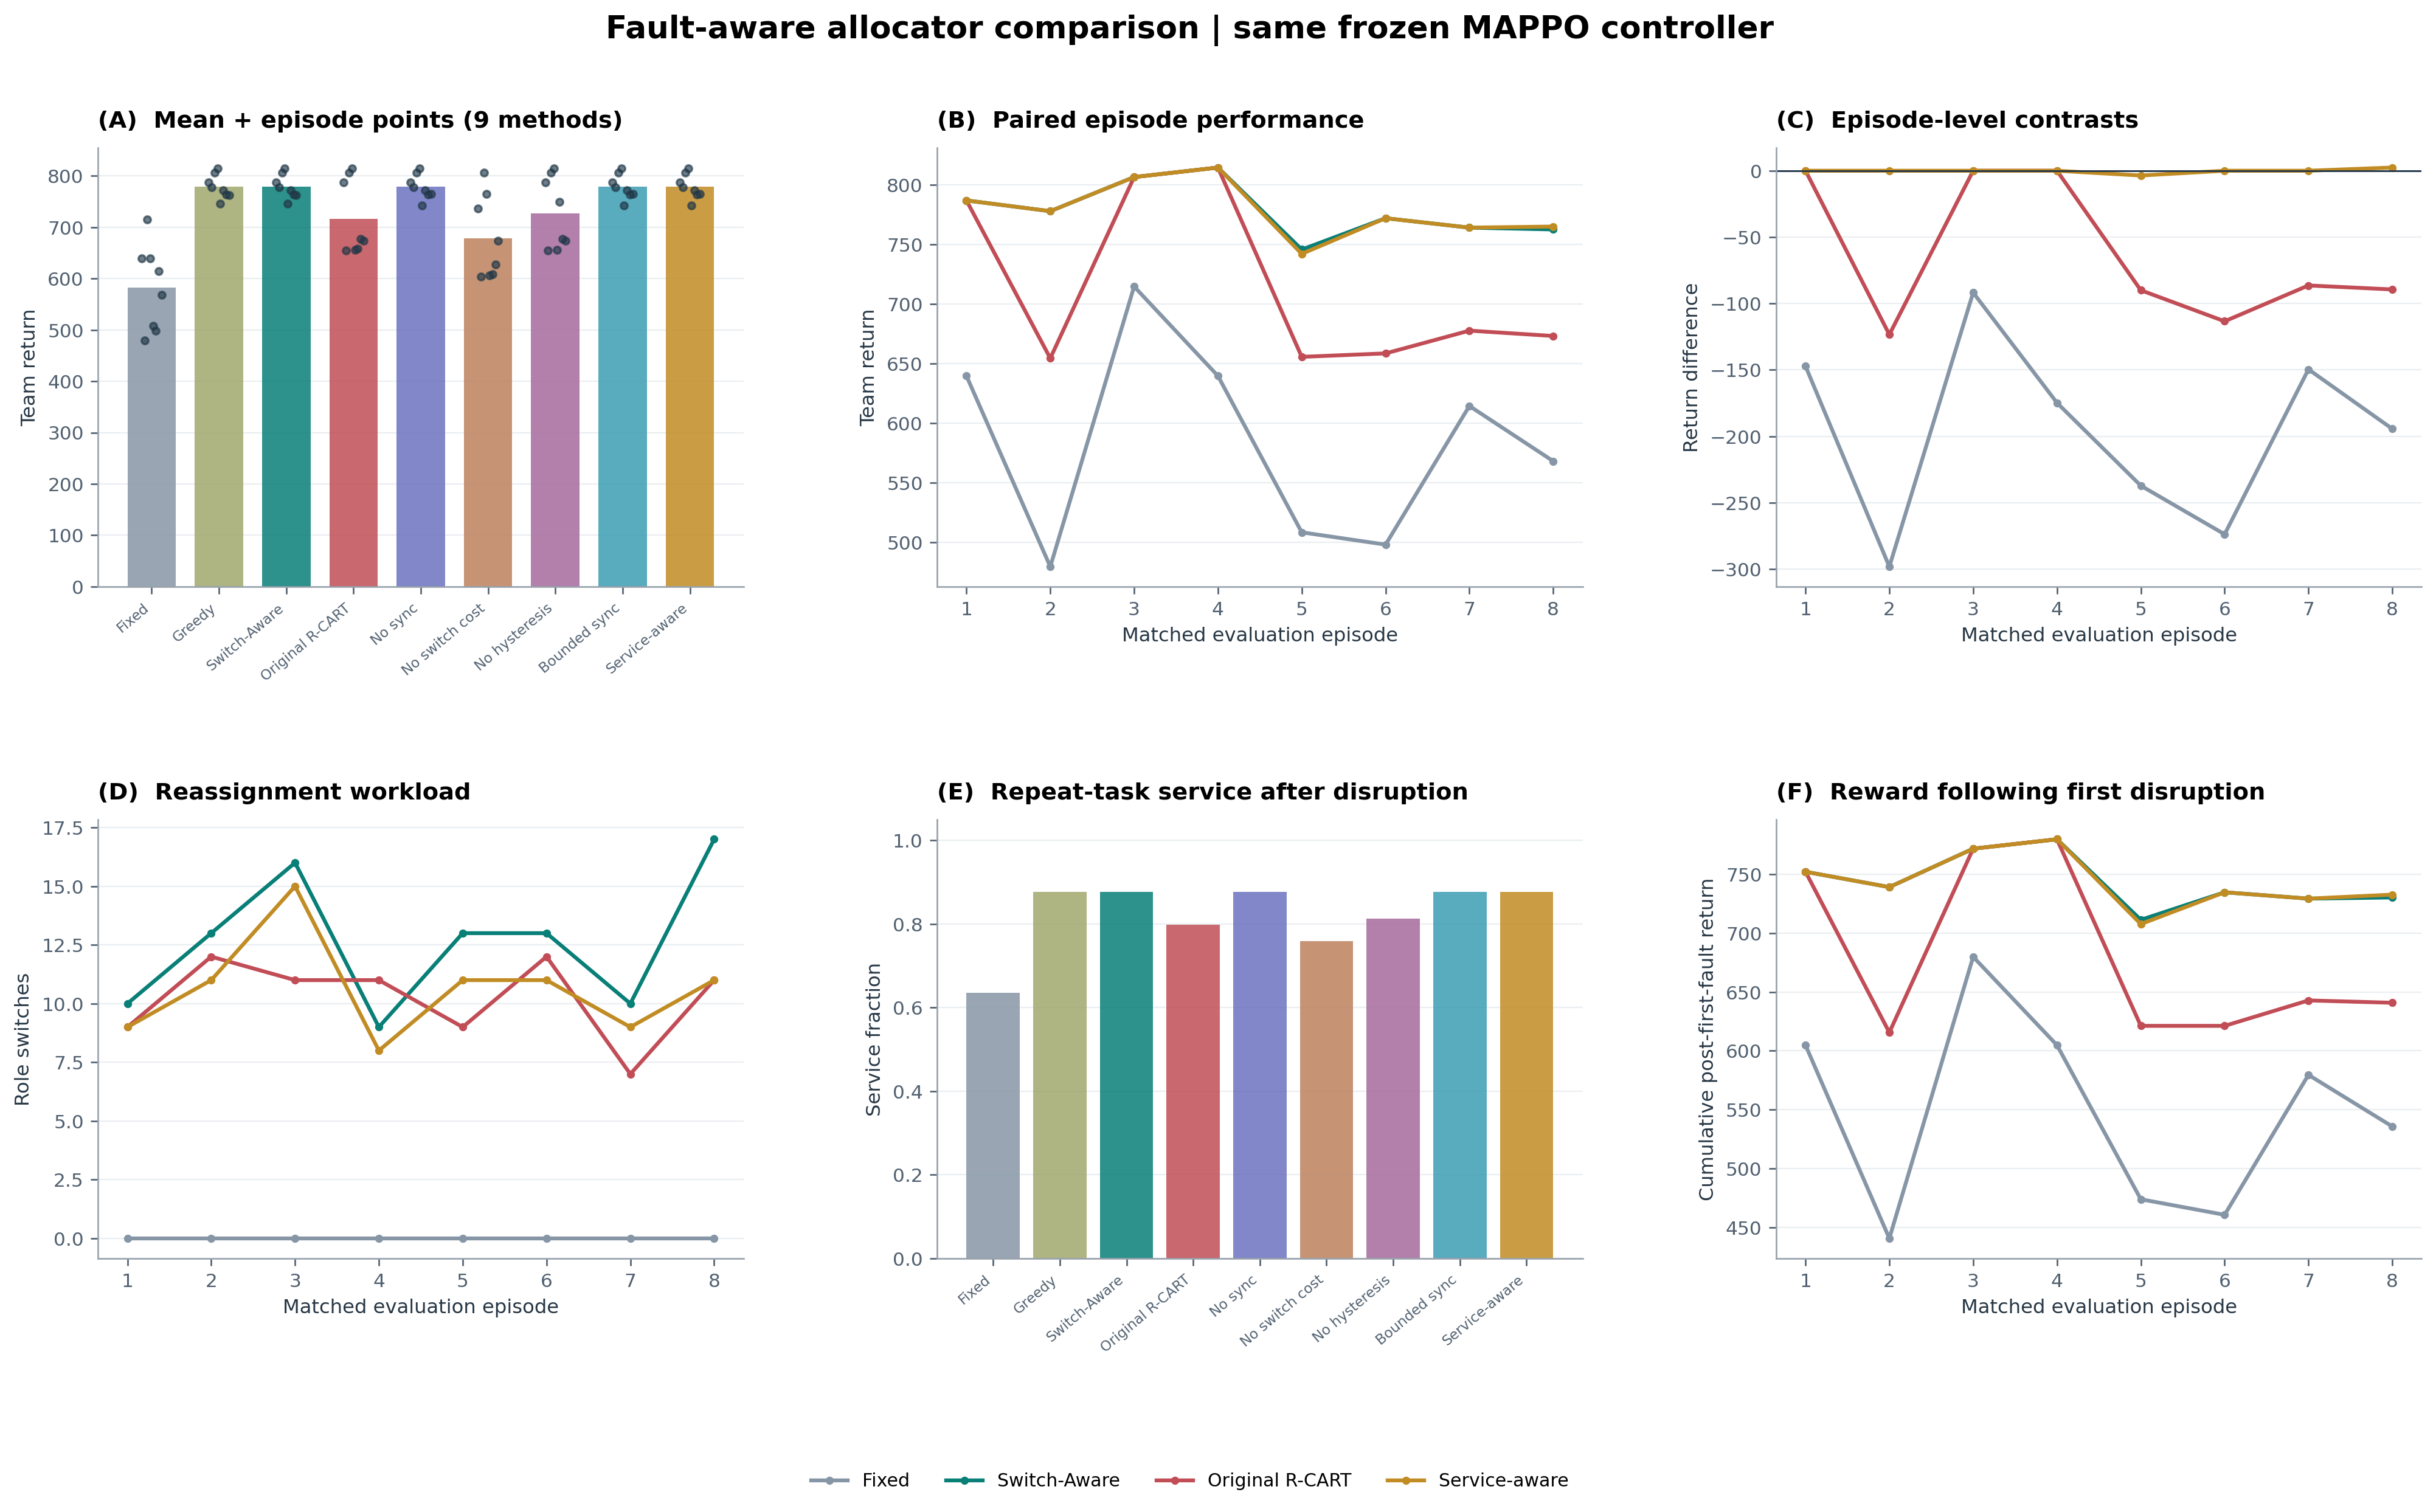 Fault-aware allocator comparison | same frozen MAPPO controller
(A)  Mean + episode points (9 methods)
Team return
800
700
600
500
400
300
200
100
0
Fixed
Greedy
Switch-Aware
Original R-CART
No sync
No switch cost
No hysteresis
Bounded sync
Service-aware
(B)  Paired episode performance
Team return
800
750
700
650
600
550
500
1 2 3 4 5 6 7 8
Matched evaluation episode
(C)  Episode-level contrasts
Return difference
0
−50
−100
−150
−200
−250
−300
1 2 3 4 5 6 7 8
Matched evaluation episode
(D)  Reassignment workload
Role switches
17.5
15.0
12.5
10.0
7.5
5.0
2.5
0.0
1 2 3 4 5 6 7 8
Matched evaluation episode
(E)  Repeat-task service after disruption
Service fraction
1.0
0.8
0.6
0.4
0.2
0.0
Fixed
Greedy
Switch-Aware
Original R-CART
No sync
No switch cost
No hysteresis
Bounded sync
Service-aware
(F)  Reward following first disruption
Cumulative post-first-fault return
750
700
650
600
550
500
450
1 2 3 4 5 6 7 8
Matched evaluation episode
Fixed Switch-Aware Original R-CART Service-aware